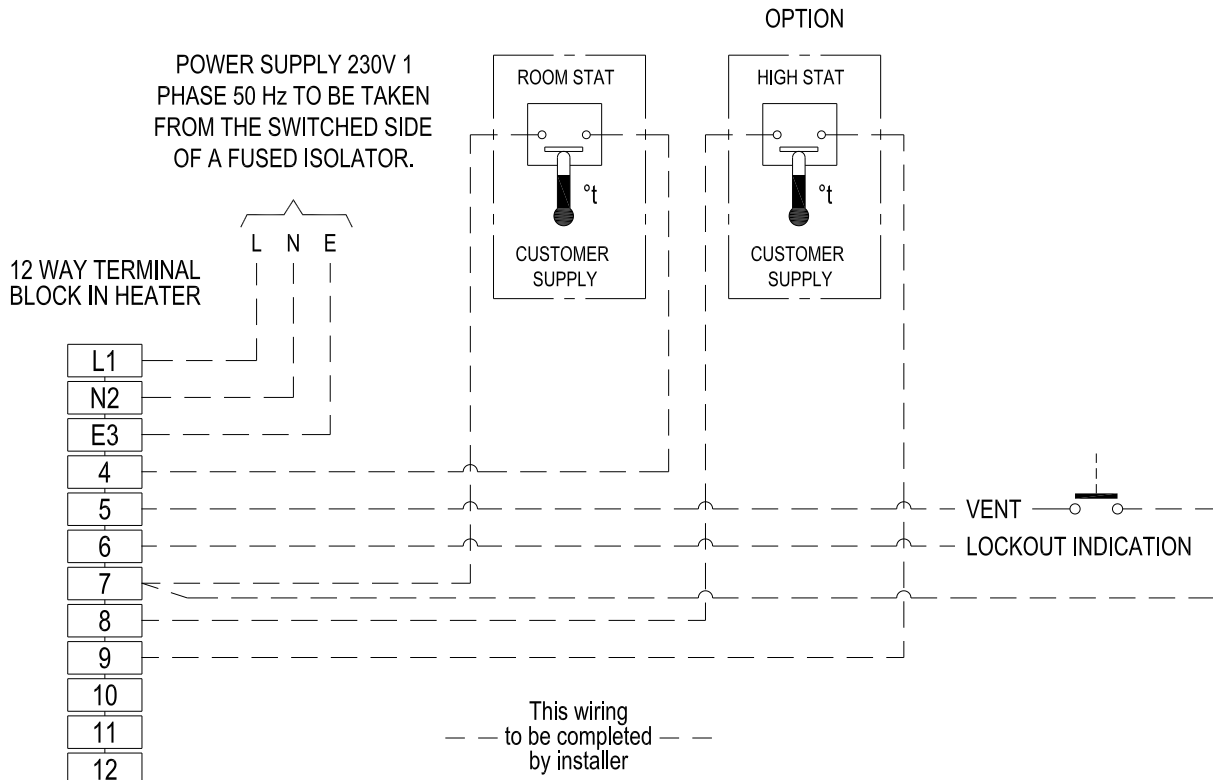 OPTION
POWER SUPPLY 230V 1
PHASE 50 Hz TO BE TAKEN
FROM THE SWITCHED SIDE
OF A FUSED ISOLATOR.
ROOM STAT
°t
CUSTOMER
SUPPLY
HIGH STAT
°t
CUSTOMER
SUPPLY
L N E
12 WAY TERMINAL
BLOCK IN HEATER
L1
N2
E3
4
5
6
7
8
9
10
11
12
VENT
LOCKOUT INDICATION
This wiring
to be completed
by installer